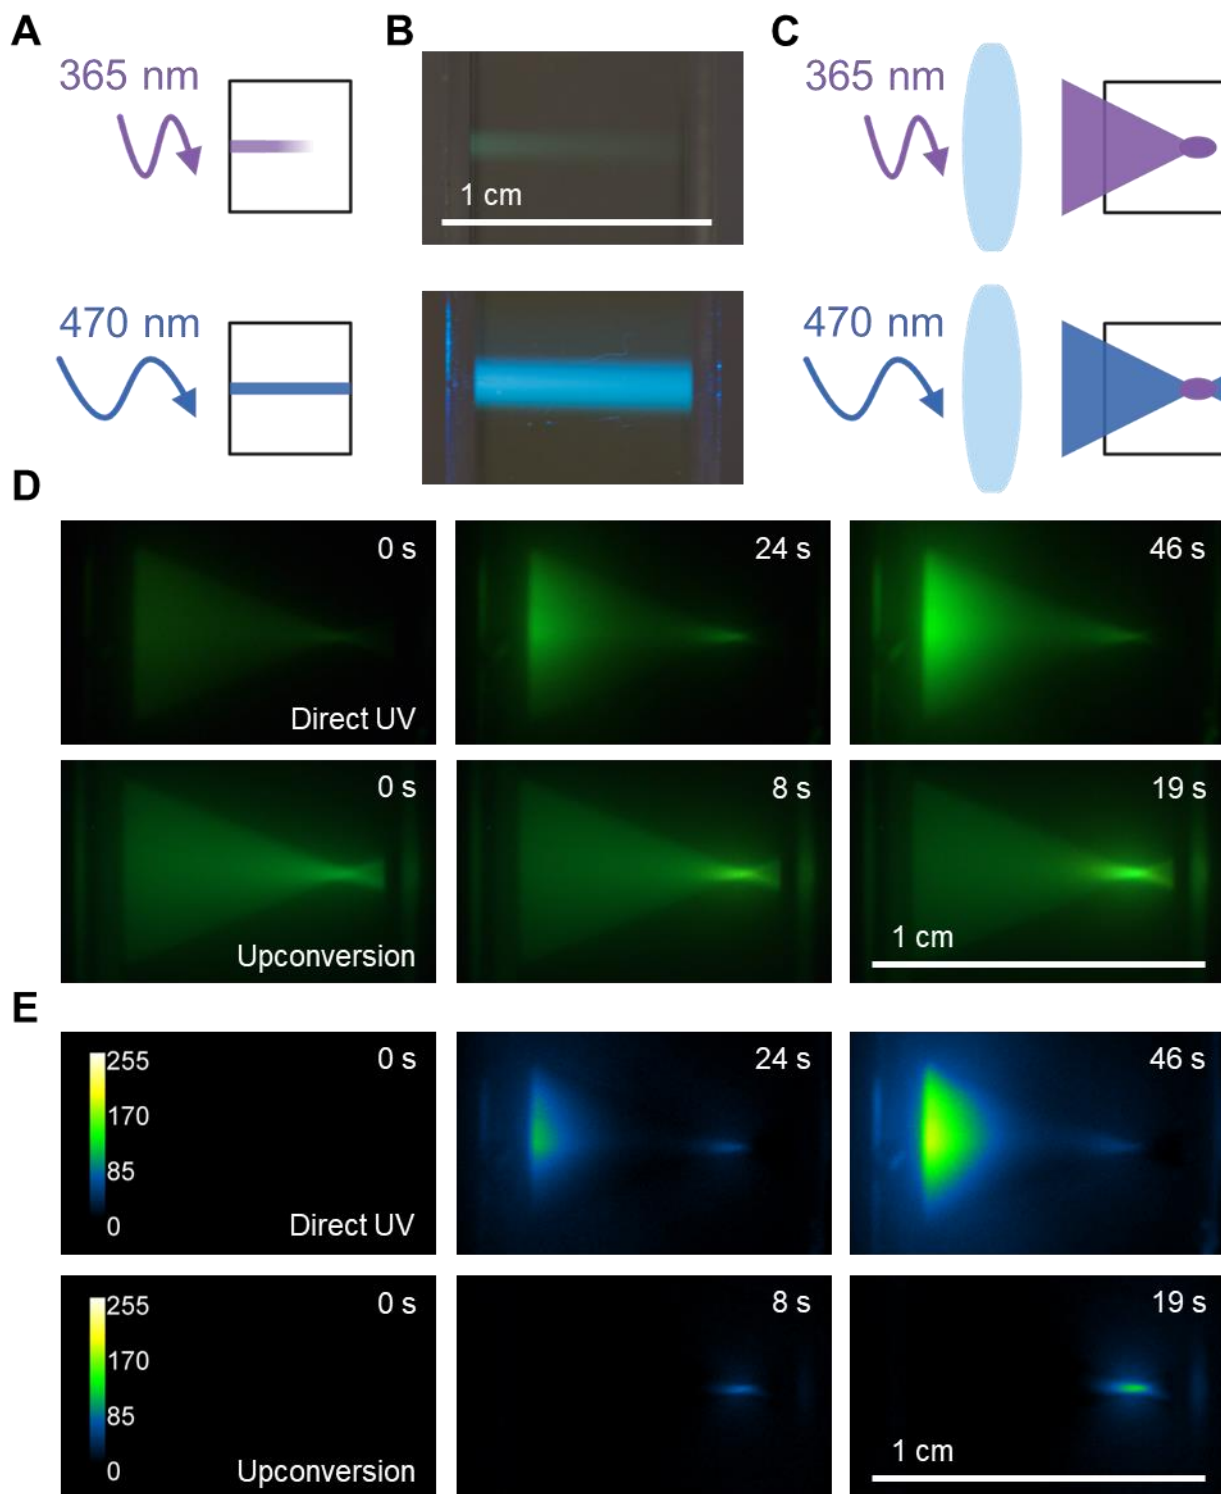 A
B
C
365 nm
365 nm
1 cm
470 nm
470 nm
D
0 s
24 s
46 s
Direct UV
0 s
8 s
19 s
Upconversion
1 cm
E
0 s
24 s
46 s
255
170
85
0
Direct UV
0 s
8 s
19 s
255
170
85
0
Upconversion
1 cm